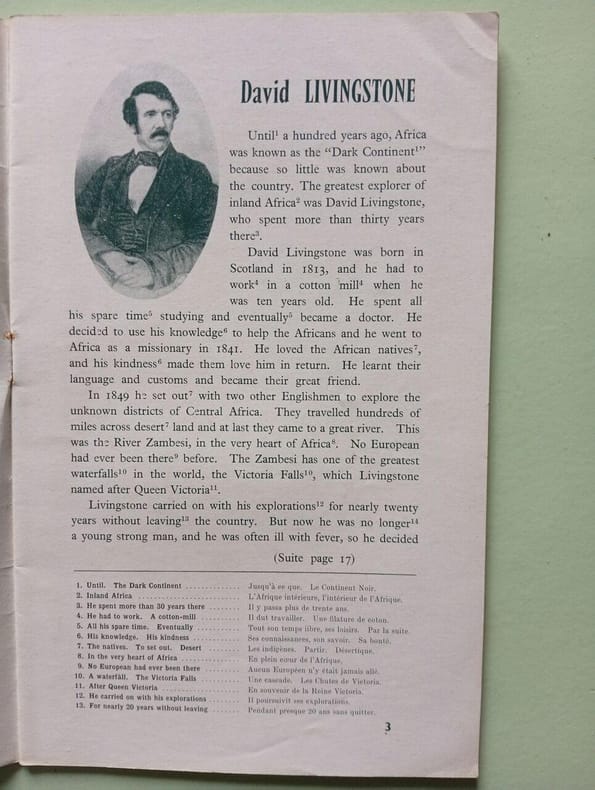 David LIVINGSTONE
Until¹ a hundred years ago, Africa
was known as the "Dark Continent¹"
because so little was known about
the country. The greatest explorer of
inland Africa² was David Livingstone,
who spent more than thirty years
there³.
David Livingstone was born in
Scotland in 1813, and he had to
work⁴ in a cotton mill⁴ when he
was ten years old. He spent all
his spare time⁵ studying and eventually⁵ became a doctor. He
decided to use his knowledge⁶ to help the Africans and he went to
Africa as a missionary in 1841. He loved the African natives⁷,
and his kindness⁶ made them love him in return. He learnt their
language and customs and became their great friend.
In 1849 he set out⁷ with two other Englishmen to explore the
unknown districts of Central Africa. They travelled hundreds of
miles across desert⁷ land and at last they came to a great river. This
was the River Zambesi, in the very heart of Africa⁸. No European
had ever been there⁹ before. The Zambesi has one of the greatest
waterfalls¹⁰ in the world, the Victoria Falls¹⁰, which Livingstone
named after Queen Victoria¹¹.
Livingstone carried on with his explorations¹² for nearly twenty
years without leaving¹³ the country. But now he was no longer¹⁴
a young strong man, and he was often ill with fever, so he decided
(Suite page 17)
1. Until. The Dark Continent ............. Jusqu'à ce que. Le Continent Noir.
2. Inland Africa ............. L'Afrique intérieure, l'intérieur de l'Afrique.
3. He spent more than 30 years there ........ Il y passa plus de trente ans.
4. He had to work. A cotton-mill ........... Il dut travailler. Une filature de coton.
5. All his spare time. Eventually ........... Tout son temps libre, ses loisirs. Par la suite.
6. His knowledge. His kindness ............ Ses connaissances, son savoir. Sa bonté.
7. The natives. To set out. Desert ......... Les indigènes. Partir. Désertique.
8. In the very heart of Africa ............. En plein cœur de l'Afrique.
9. No European had ever been there ......... Aucun Européen n'y était jamais allé.
10. A waterfall. The Victoria Falls .......... Une cascade. Les Chutes de Victoria.
11. After Queen Victoria ............. En souvenir de la Reine Victoria.
12. He carried on with his explorations ........ Il poursuivit ses explorations.
13. For nearly 20 years without leaving ........ Pendant presque 20 ans sans quitter.
3